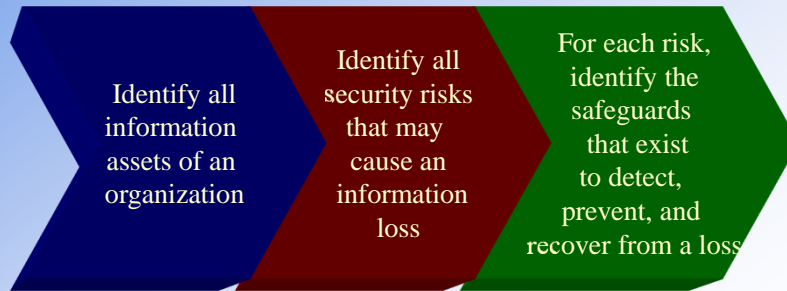 Identify all
information
assets of an
organization
Identify all
security risks
that may
cause an
information
loss
For each risk,
identify the
safeguards
that exist
to detect,
prevent, and
recover from a loss